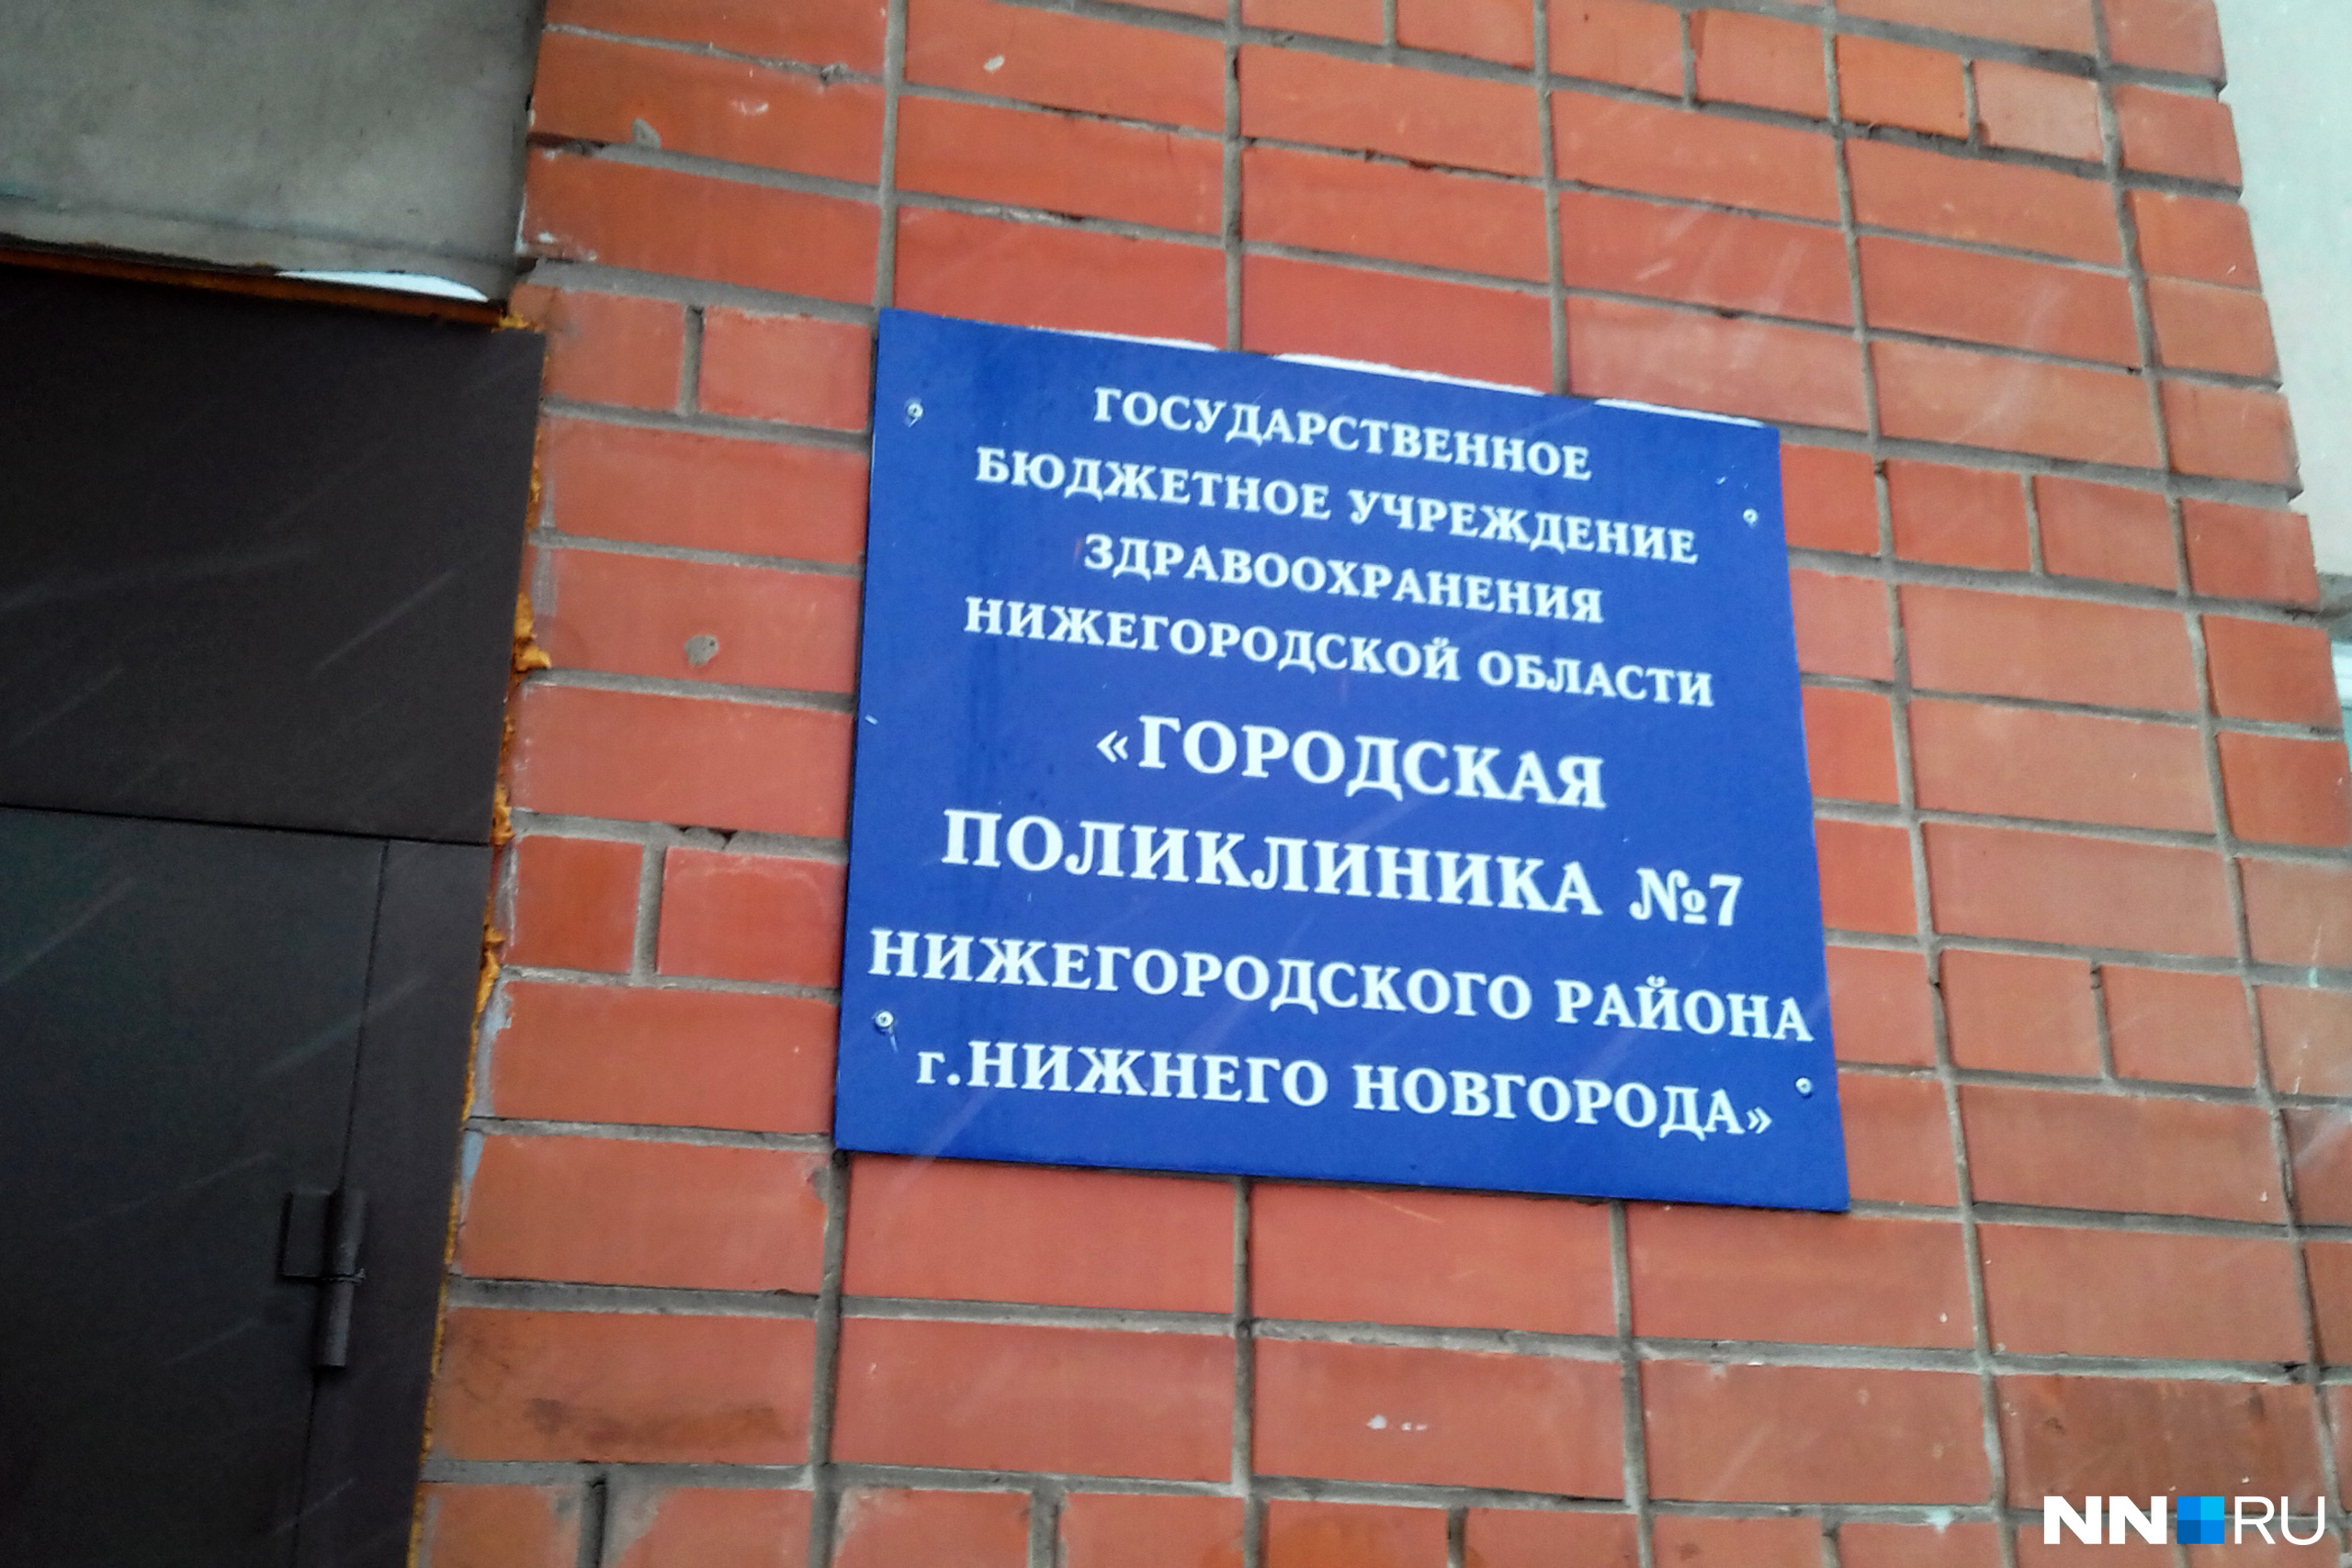 ГОСУДАРСТВЕННОЕ
БЮДЖЕТНОЕ УЧРЕЖДЕНИЕ
ЗДРАВООХРАНЕНИЯ
НИЖЕГОРОДСКОЙ ОБЛАСТИ
«ГОРОДСКАЯ
ПОЛИКЛИНИКА №7
НИЖЕГОРОДСКОГО РАЙОНА
г.НИЖНЕГО НОВГОРОДА»
NN RU